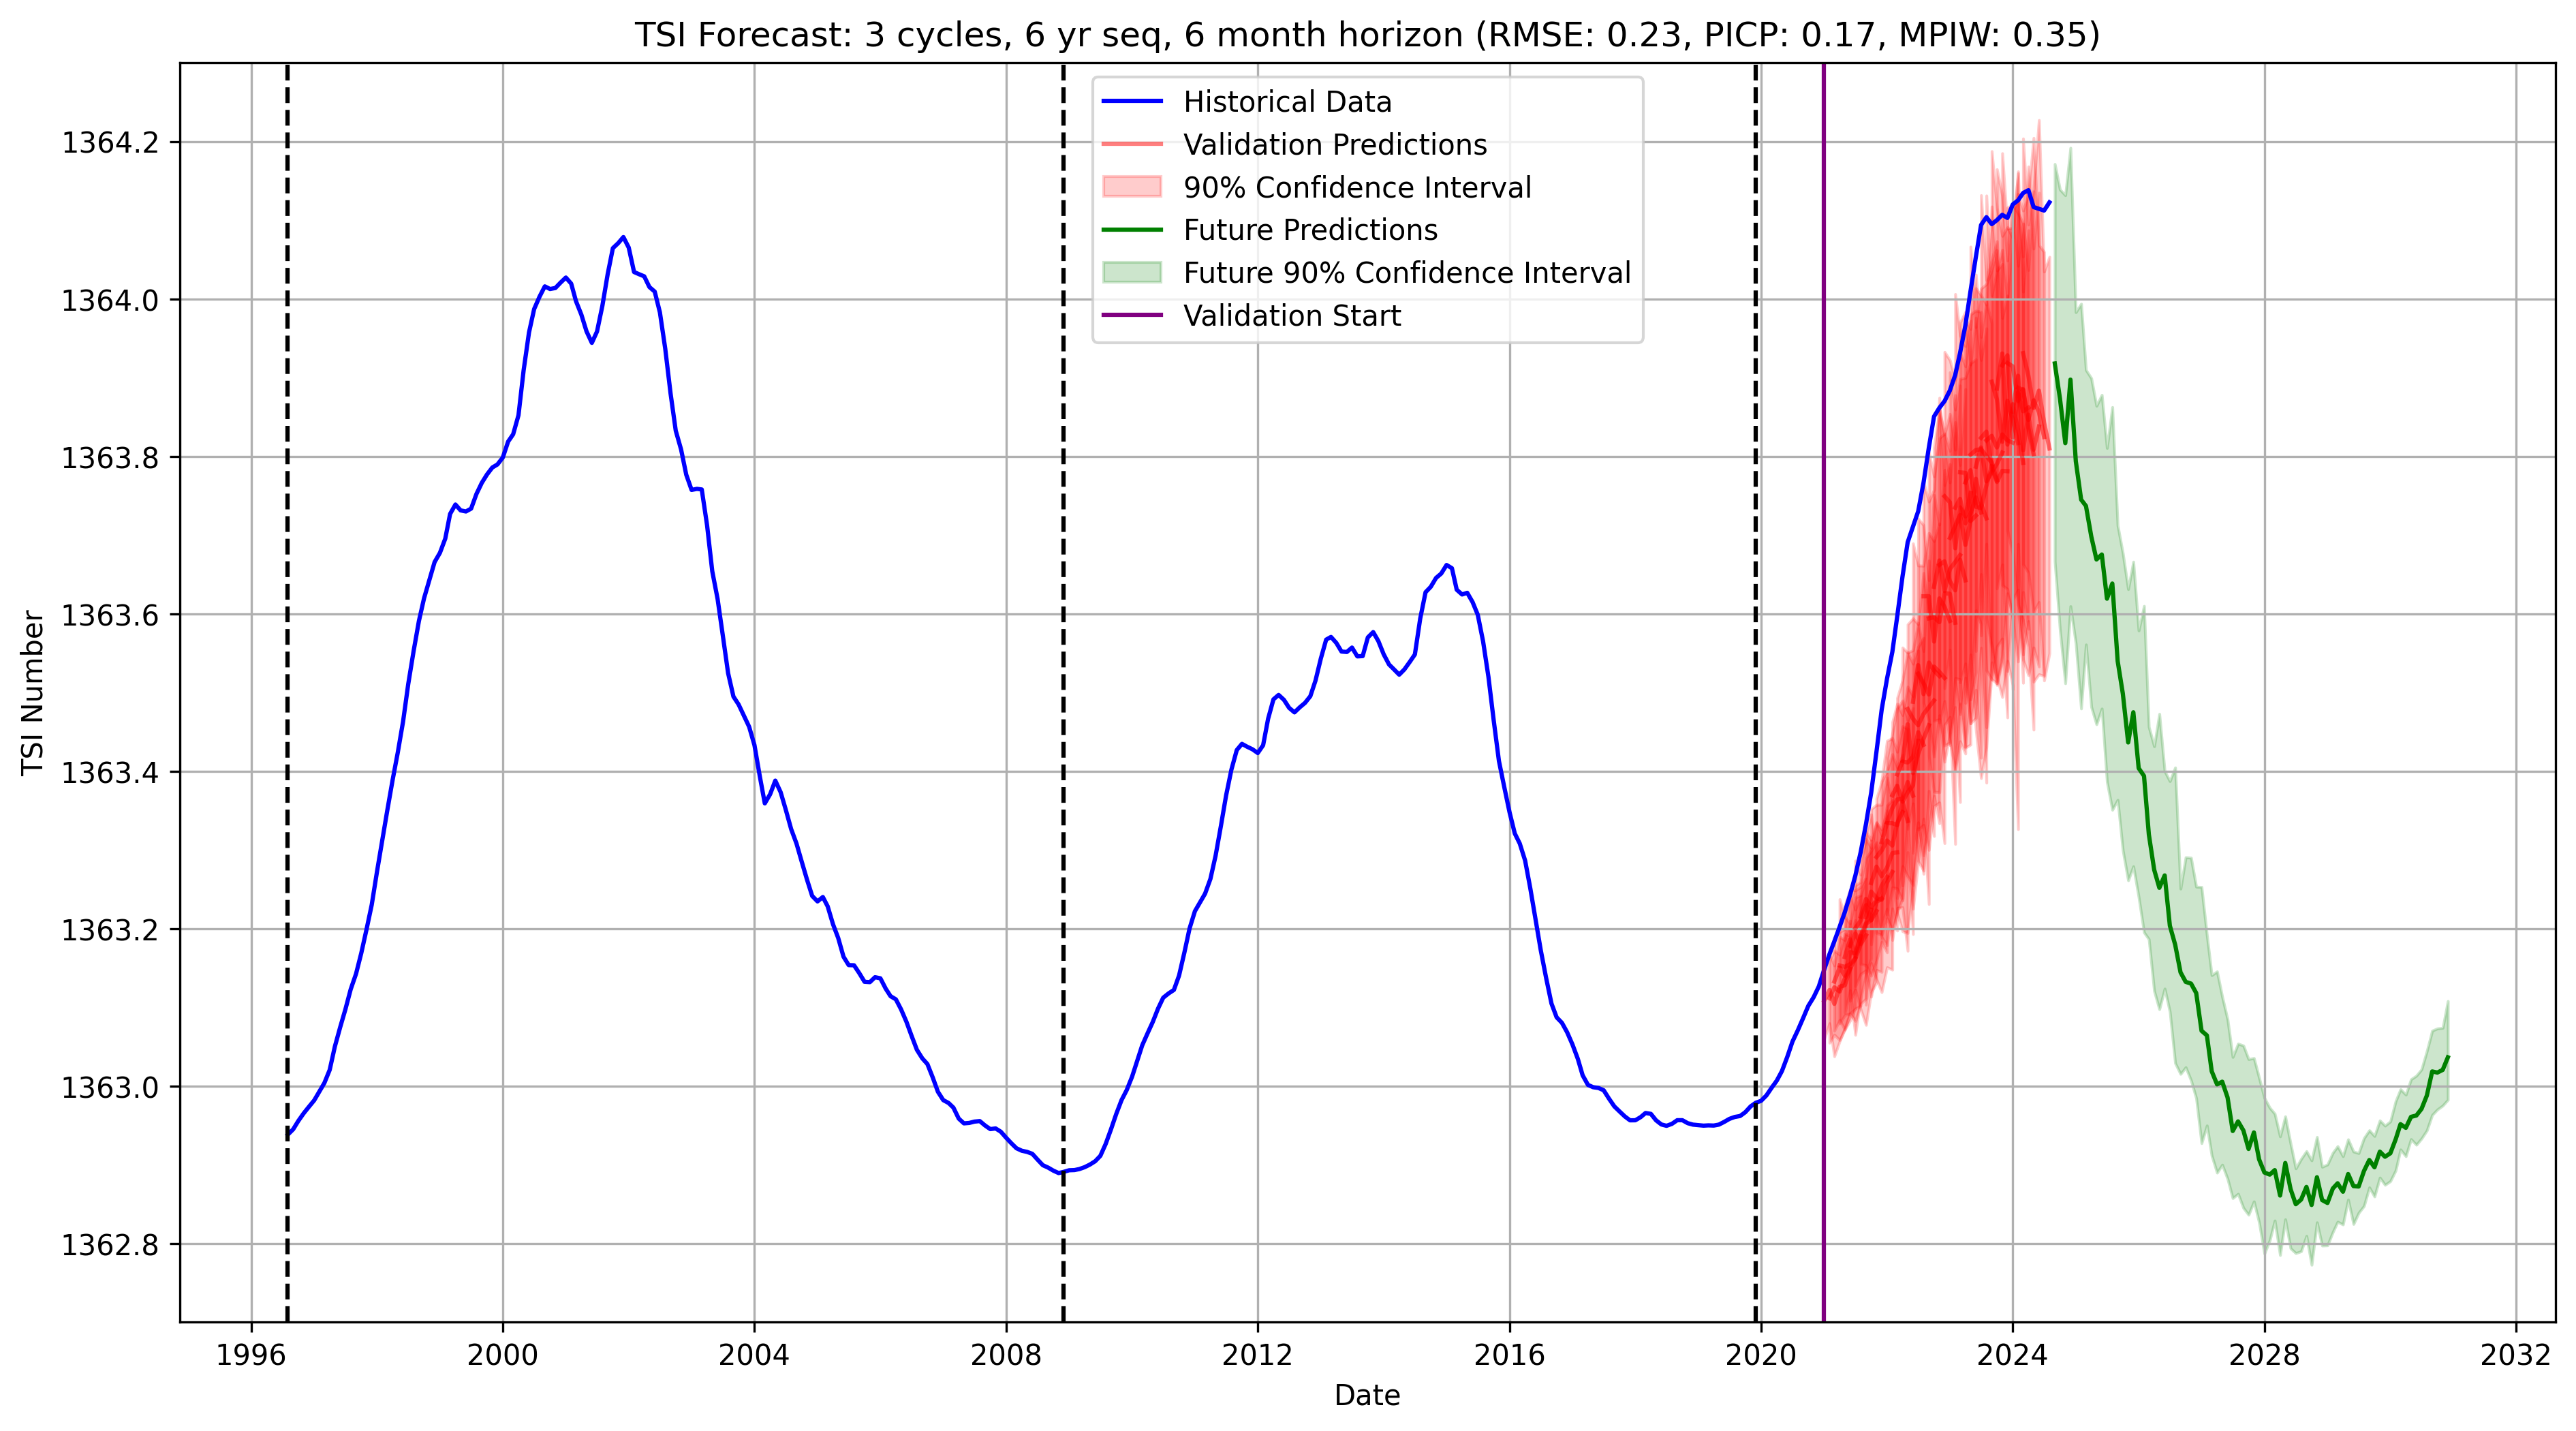 TSI Forecast: 3 cycles, 6 yr seq, 6 month horizon (RMSE: 0.23, PICP: 0.17, MPIW: 0.35)
Historical Data
Validation Predictions
90% Confidence Interval
Future Predictions
Future 90% Confidence Interval
Validation Start
TSI Number
1364.2
1364.0
1363.8
1363.6
1363.4
1363.2
1363.0
1362.8
1996 2000 2004 2008 2012 2016 2020 2024 2028 2032
Date